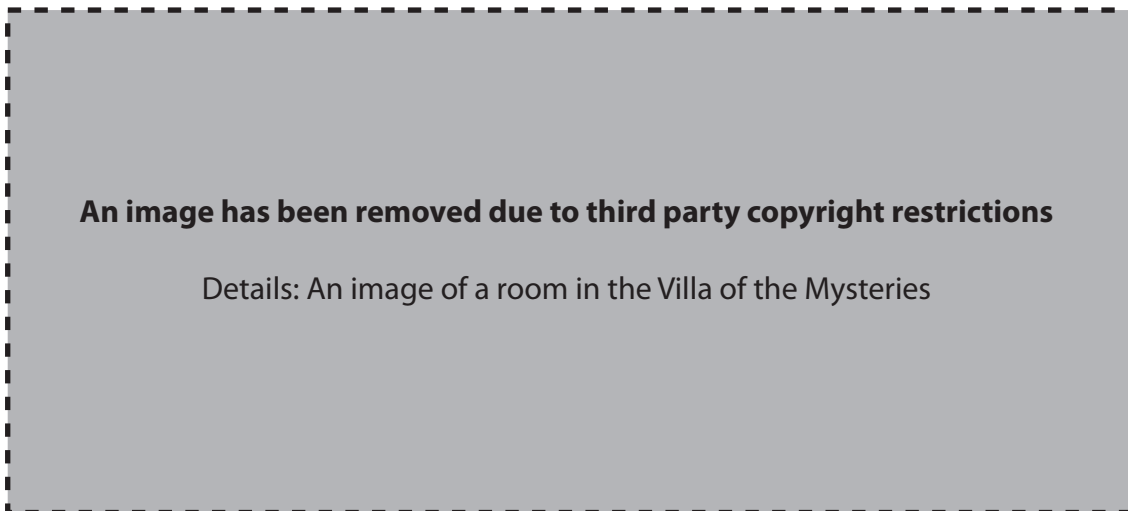 An image has been removed due to third party copyright restrictions
Details: An image of a room in the Villa of the Mysteries